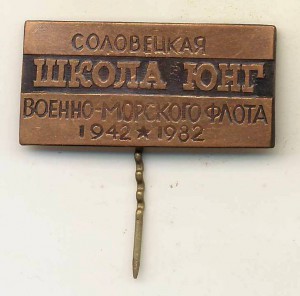 СОЛОВЕЦКАЯ
ШКОЛА ЮНГ
ВОЕННО-МОРСКОГО ФЛОТА
1942 ★ 1982